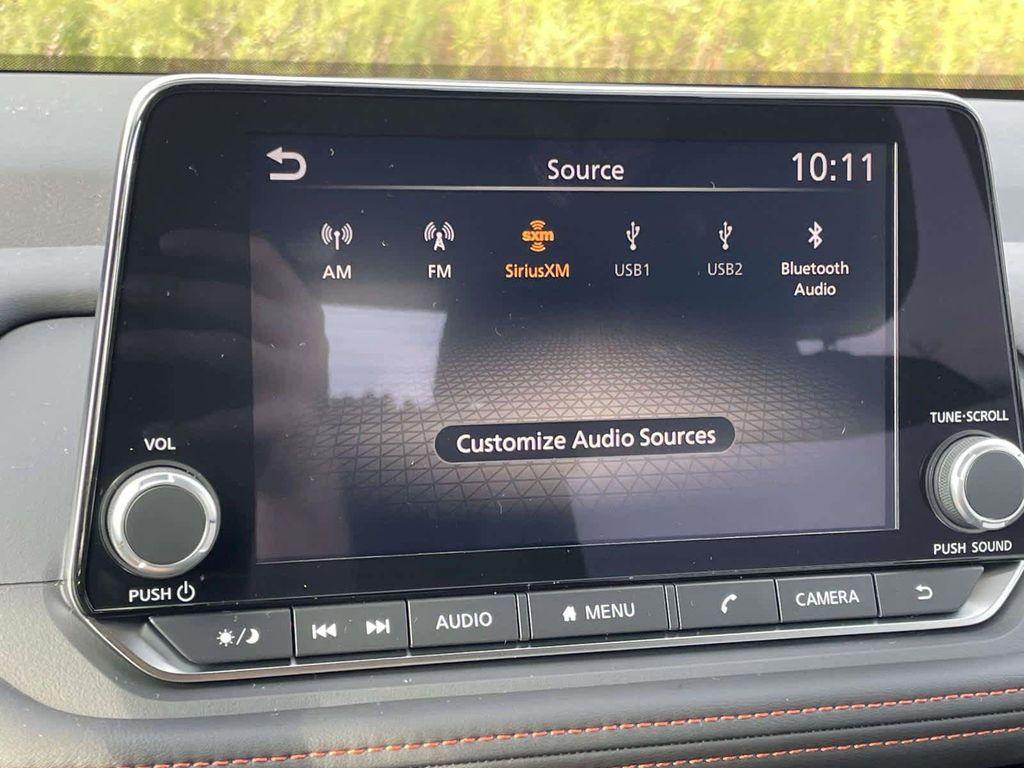 Source
10:11
sxm
AM
FM
SiriusXM
USB1
USB2
Bluetooth
Audio
Customize Audio Sources
VOL
PUSH
TUNE·SCROLL
PUSH SOUND
AUDIO
MENU
CAMERA